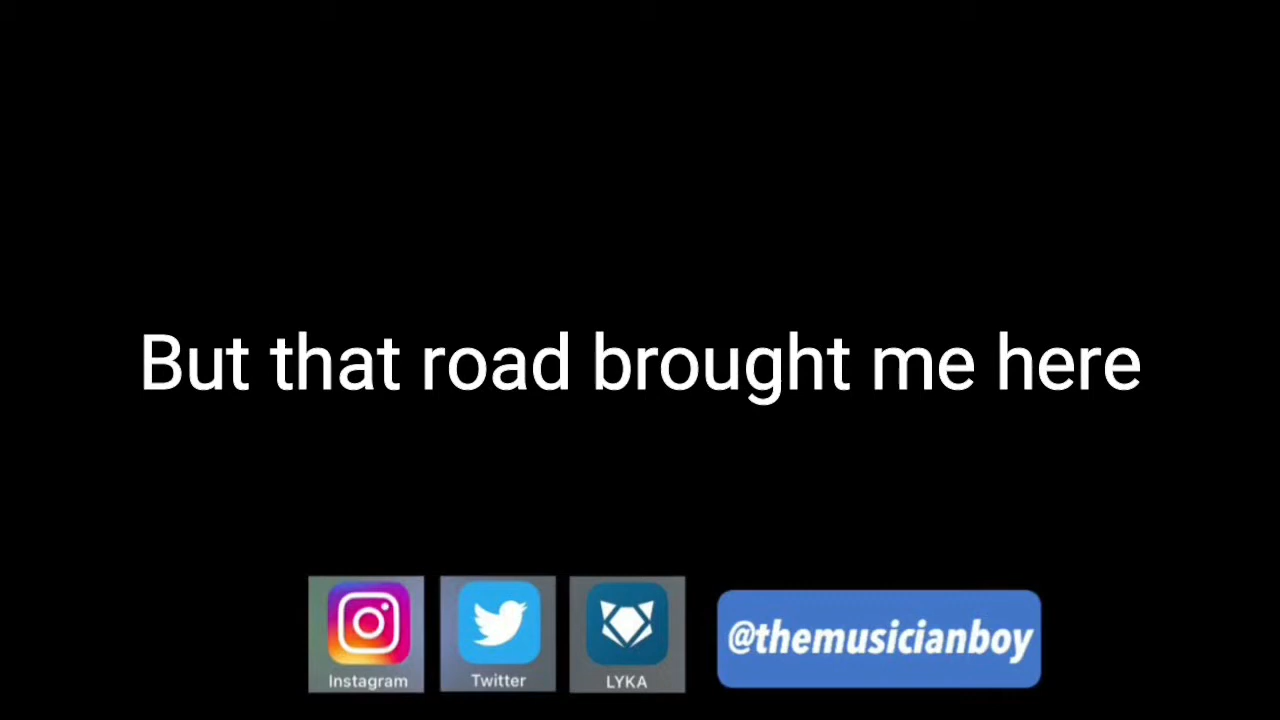 But that road brought me here
Instagram
Twitter
LYKA
@themusicianboy